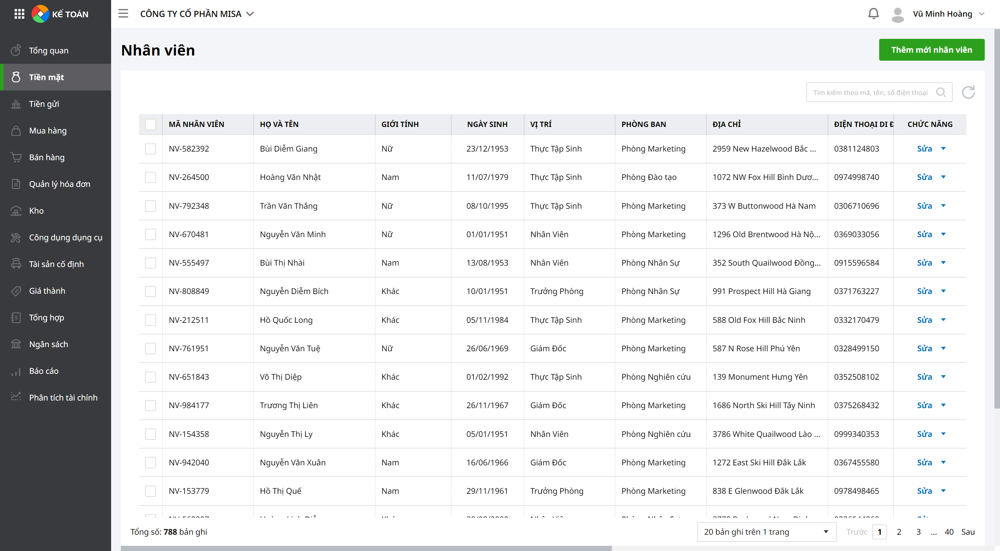 KẾ TOÁN
CÔNG TY CỔ PHẦN MISA
Vũ Minh Hoàng
Tổng quan
Tiền mặt
Tiền gửi
Mua hàng
Bán hàng
Quản lý hóa đơn
Kho
Công dụng dụng cụ
Tài sản cố định
Giá thành
Tổng hợp
Ngân sách
Báo cáo
Phân tích tài chính
Nhân viên
Thêm mới nhân viên
Tìm kiếm theo mã, tên, số điện thoại
MÃ NHÂN VIÊN HỌ VÀ TÊN GIỚI TÍNH NGÀY SINH VỊ TRÍ PHÒNG BAN ĐỊA CHỈ ĐIỆN THOẠI DI Đ CHỨC NĂNG
NV-582392 Bùi Diễm Giang Nữ 23/12/1953 Thực Tập Sinh Phòng Marketing 2959 New Hazelwood Bắc ... 0381124803 Sửa
NV-264500 Hoàng Văn Nhật Nam 11/07/1979 Thực Tập Sinh Phòng Đào tạo 1072 NW Fox Hill Bình Dươ... 0974998740 Sửa
NV-792348 Trần Văn Thắng Nữ 08/10/1995 Thực Tập Sinh Phòng Marketing 373 W Buttonwood Hà Nam 0306710696 Sửa
NV-670481 Nguyễn Văn Minh Nữ 01/01/1951 Nhân Viên Phòng Marketing 1296 Old Brentwood Hà Nộ... 0369033056 Sửa
NV-555497 Bùi Thị Nhài Nam 13/08/1953 Nhân Viên Phòng Nhân Sự 352 South Quailwood Đồng... 0915596584 Sửa
NV-808849 Nguyễn Diễm Bích Khác 10/01/1951 Trưởng Phòng Phòng Nhân Sự 991 Prospect Hill Hà Giang 0371763227 Sửa
NV-212511 Hồ Quốc Long Khác 05/11/1984 Thực Tập Sinh Phòng Marketing 588 Old Fox Hill Bắc Ninh 0332170479 Sửa
NV-761951 Nguyễn Văn Tuệ Nữ 26/06/1969 Giám Đốc Phòng Marketing 587 N Rose Hill Phú Yên 0328499150 Sửa
NV-651843 Võ Thị Diệp Khác 01/02/1992 Thực Tập Sinh Phòng Nghiên cứu 139 Monument Hưng Yên 0352508102 Sửa
NV-984177 Trương Thị Liên Khác 26/11/1967 Giám Đốc Phòng Marketing 1686 North Ski Hill Tây Ninh 0375268432 Sửa
NV-154358 Nguyễn Thị Ly Khác 05/01/1951 Nhân Viên Phòng Nghiên cứu 3786 White Quailwood Lào ... 0999340353 Sửa
NV-942040 Nguyễn Văn Xuân Nam 16/06/1966 Giám Đốc Phòng Marketing 1272 East Ski Hill Đắk Lắk 0367455580 Sửa
NV-153779 Hồ Thị Quế Nam 29/11/1961 Trưởng Phòng Phòng Marketing 838 E Glenwood Đắk Lắk 0978498465 Sửa
Tổng số: 788 bản ghi
20 bản ghi trên 1 trang
Trước 1 2 3 ... 40 Sau